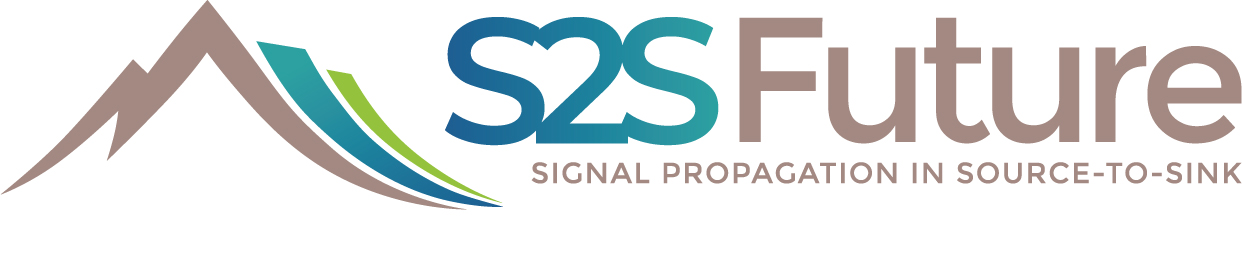 S2SFuture
SIGNAL PROPAGATION IN SOURCE-TO-SINK